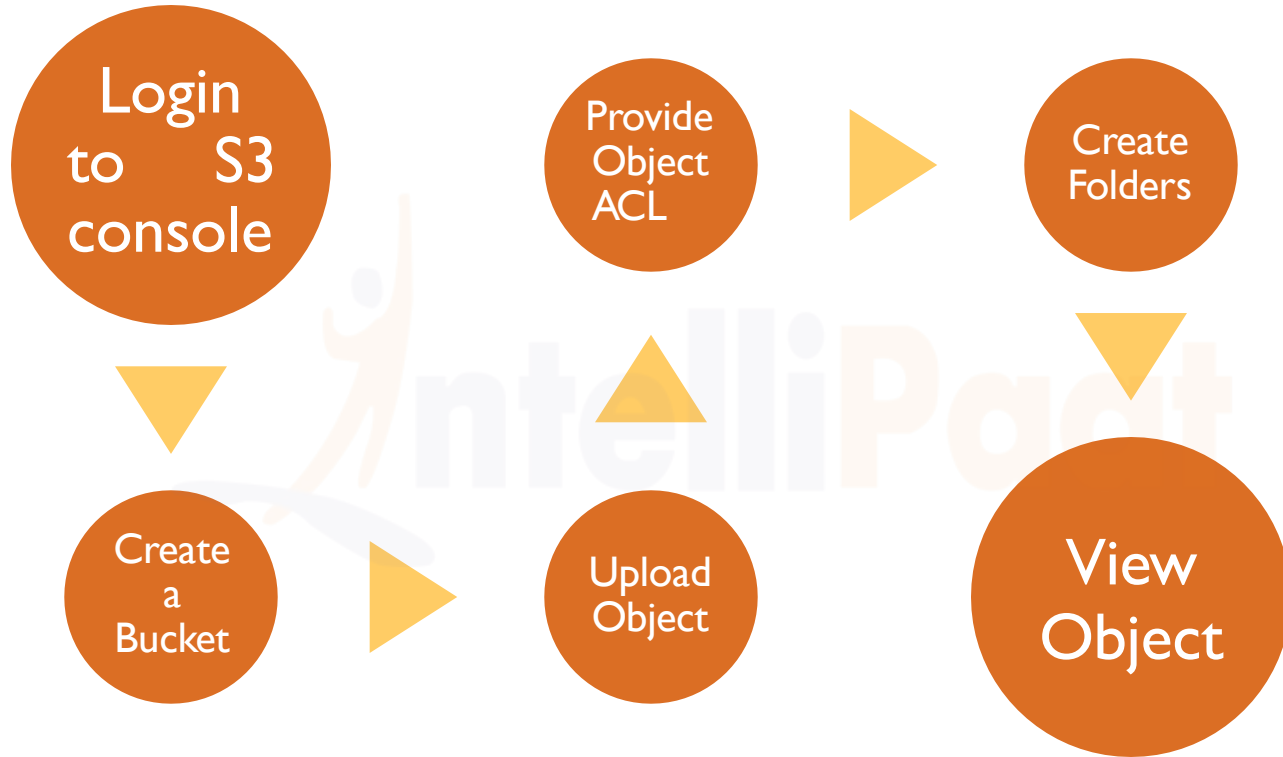 Login
to S3
console
Create
a
Bucket
Upload
Object
Provide
Object
ACL
Create
Folders
View
Object
IntelliPaat